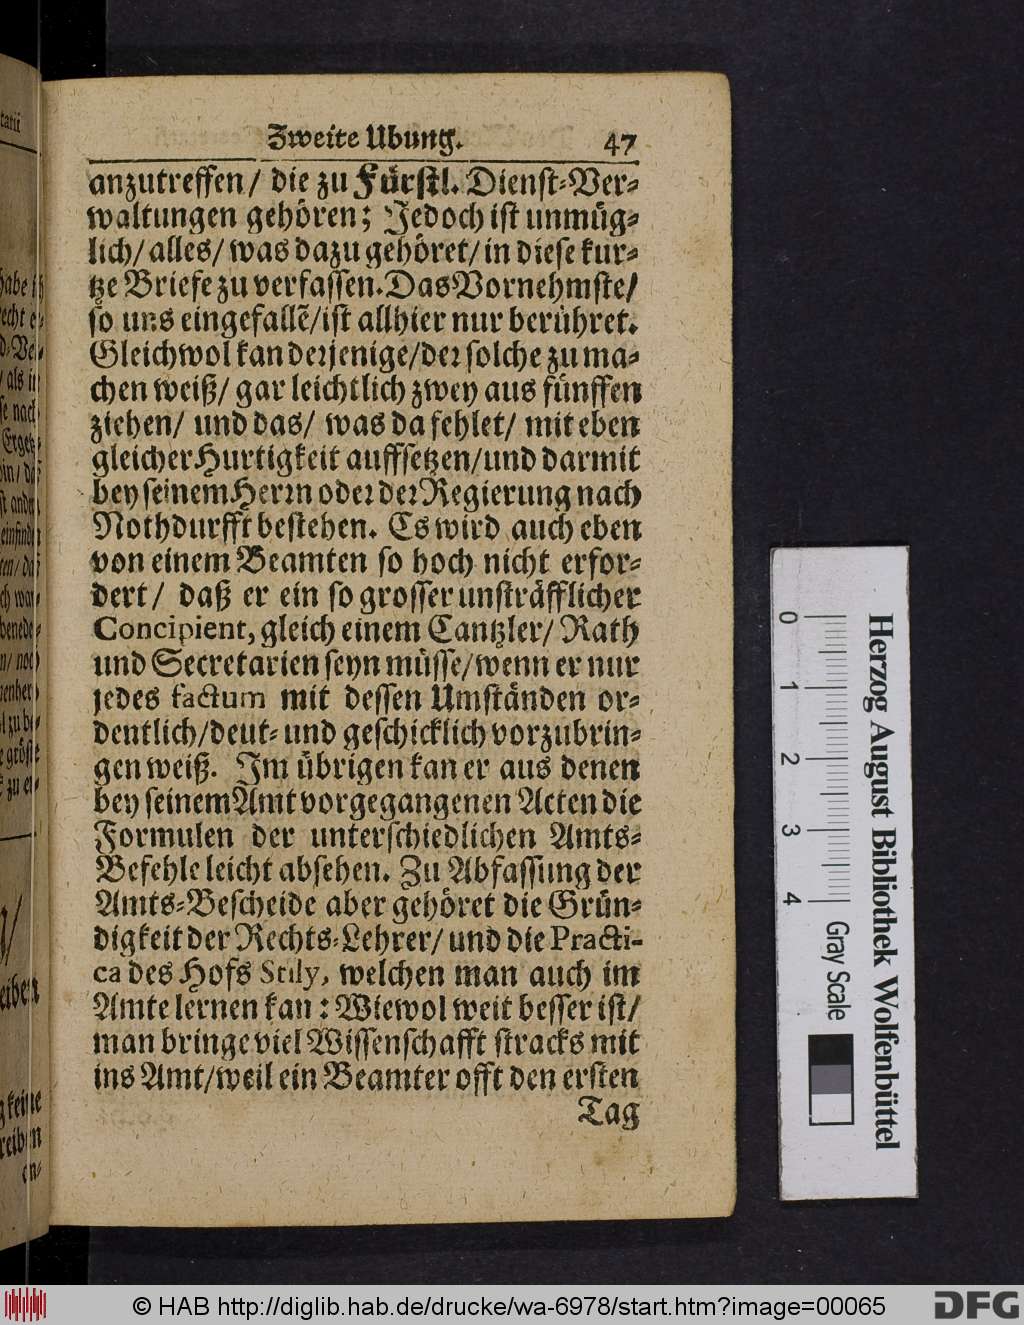 Zweite Ubung. 47
anzutreffen/ die zu Fürstl. Dienst-Ver-
waltungen gehören; Jedoch ist unmüg-
lich/ alles/ was dazu gehöret/ in diese kur-
tze Briefe zu verfassen. Das Vornehmste/
so uns eingefallẽ/ ist allhier nur berühret.
Gleichwol kan derjenige/ der solche zu ma-
chen weiß/ gar leichtlich zwey aus fünffen
ziehen/ und das/ was da fehlet/ mit eben
gleicher Hurtigkeit auffsetzen/ und darmit
bey seinem Herrn oder der Regierung nach
Nothdurfft bestehen. Es wird auch eben
von einem Beamten so hoch nicht erfor-
dert/ daß er ein so grosser unsträfflicher
Concipient, gleich einem Cantzler/ Rath
und Secretarien seyn müsse/ wenn er nur
jedes factum mit dessen Umständen or-
dentlich/ deut- und geschicklich vorzubrin-
gen weiß. Im übrigen kan er aus denen
bey seinem Amt vorgegangenen Acten die
Formulen der unterschiedlichen Amts-
Befehle leicht absehen. Zu Abfassung der
Amts-Bescheide aber gehöret die Grün-
digkeit der Rechts-Lehrer/ und die Practi-
ca des Hofs Stily, welchen man auch im
Amte lernen kan: Wiewol weit besser ist/
man bringe viel Wissenschafft stracks mit
ins Amt/ weil ein Beamter offt den ersten
Tag
0 1 2 3 4
Gray Scale
Herzog August Bibliothek Wolfenbüttel
© HAB http://diglib.hab.de/drucke/wa-6978/start.htm?image=00065
DFG